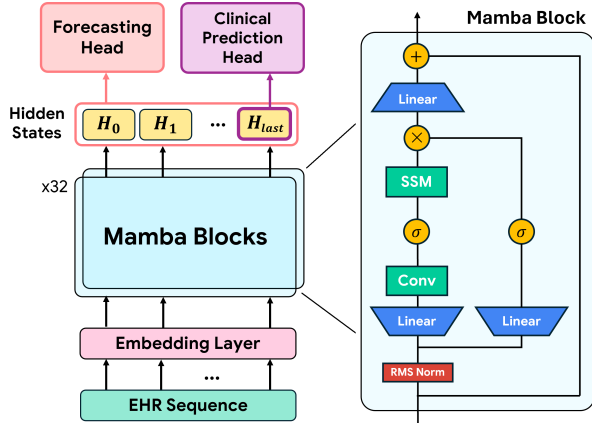 Forecasting
Head
Clinical
Prediction
Head
Hidden
States
H₀
H₁
...
H_last
x32
Mamba Blocks
Embedding Layer
...
EHR Sequence
Mamba Block
+
Linear
×
SSM
σ
σ
Conv
Linear
Linear
RMS Norm